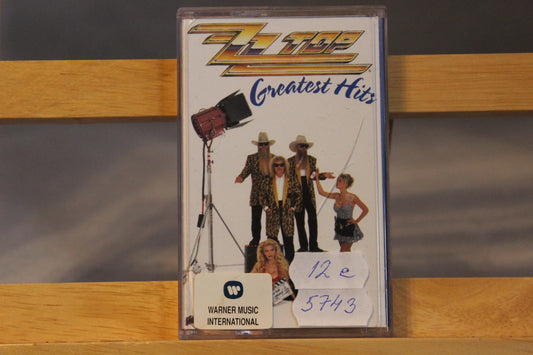 ZZ TOP
Greatest Hits
12 e
5743
WARNER MUSIC
INTERNATIONAL